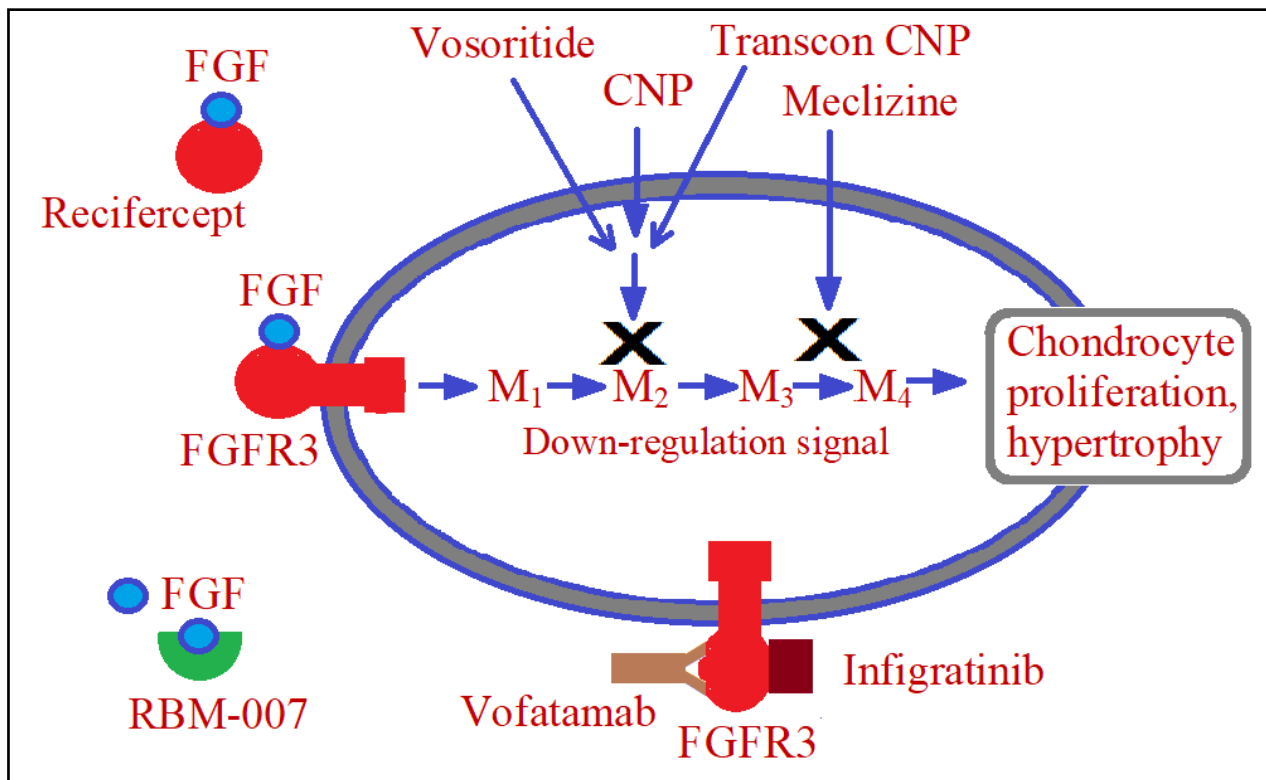 Vosoritide
Transcon CNP
FGF
CNP
Meclizine
Recifercept
FGF
FGFR3
M₁
M₂
M₃
M₄
Down-regulation signal
Chondrocyte
proliferation,
hypertrophy
FGF
RBM-007
Vofatamab
Infigratinib
FGFR3